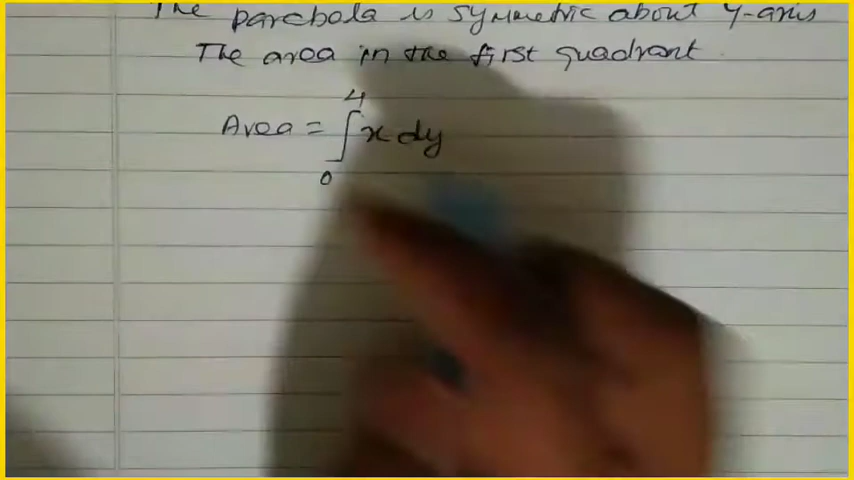 The parabola is symmetric about y-axis
The area in the first quadrant
Area = ∫₀⁴ x dy